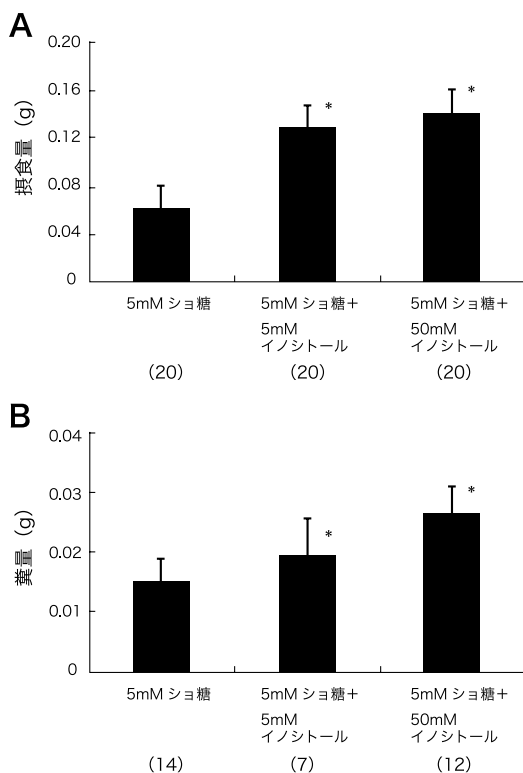 A
0.20
0.16
0.12
0.08
0.04
0
摂食量（g）
* *
5mM ショ糖 5mM ショ糖＋ 5mM ショ糖＋
5mM 50mM
イノシトール イノシトール
（20） （20） （20）
B
0.04
0.03
0.02
0.01
0
糞量（g）
* *
5mM ショ糖 5mM ショ糖＋ 5mM ショ糖＋
5mM 50mM
イノシトール イノシトール
（14） （7） （12）